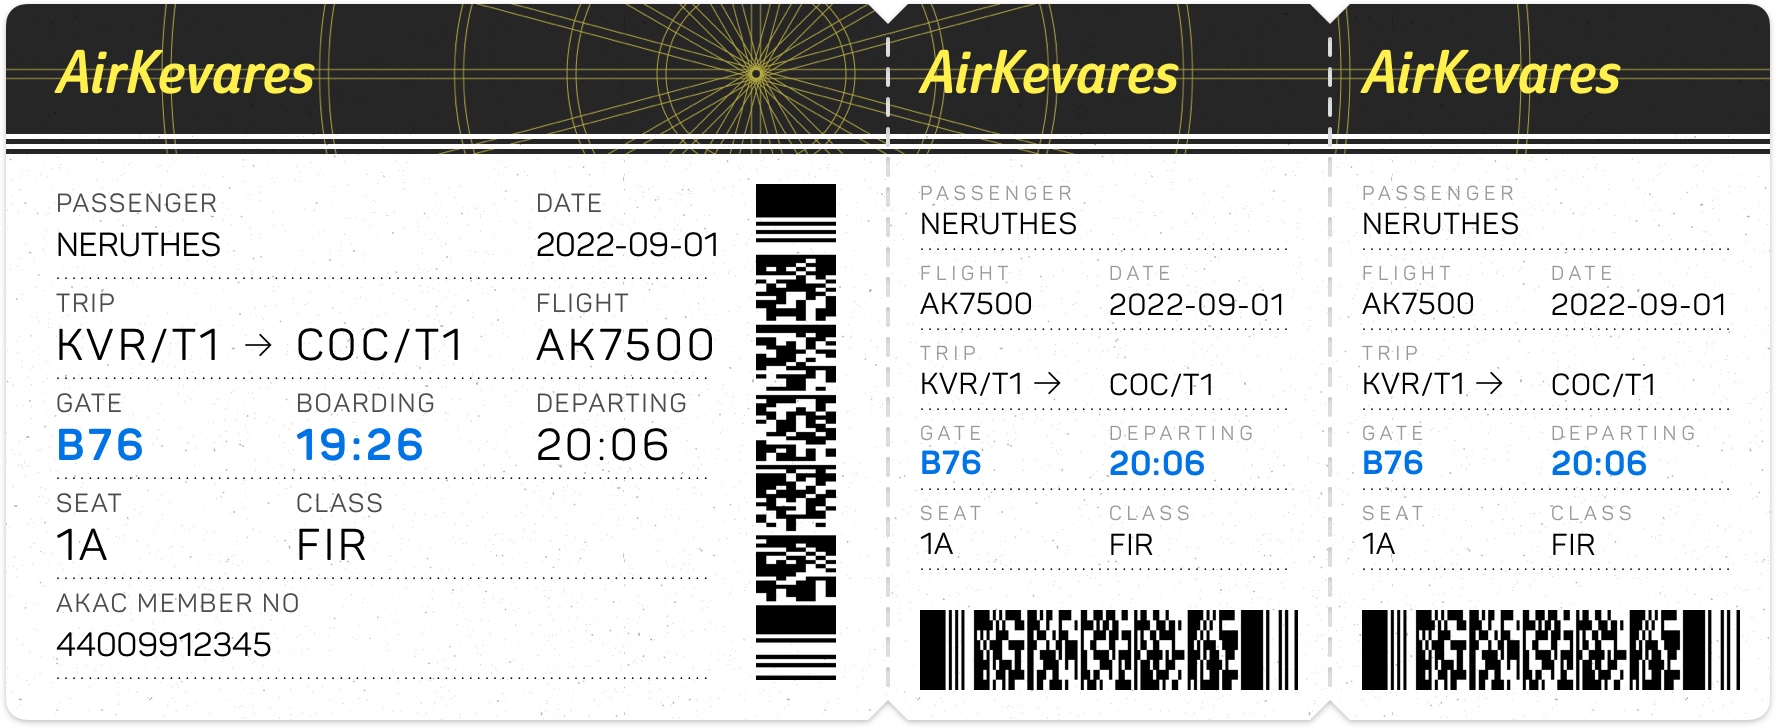 AirKevares
PASSENGER DATE
NERUTHES 2022-09-01
TRIP FLIGHT
KVR/T1 → COC/T1 AK7500
GATE BOARDING DEPARTING
B76 19:26 20:06
SEAT CLASS
1A FIR
AKAC MEMBER NO
44009912345
AirKevares
PASSENGER
NERUTHES
FLIGHT DATE
AK7500 2022-09-01
TRIP
KVR/T1 → COC/T1
GATE DEPARTING
B76 20:06
SEAT CLASS
1A FIR
AirKevares
PASSENGER
NERUTHES
FLIGHT DATE
AK7500 2022-09-01
TRIP
KVR/T1 → COC/T1
GATE DEPARTING
B76 20:06
SEAT CLASS
1A FIR